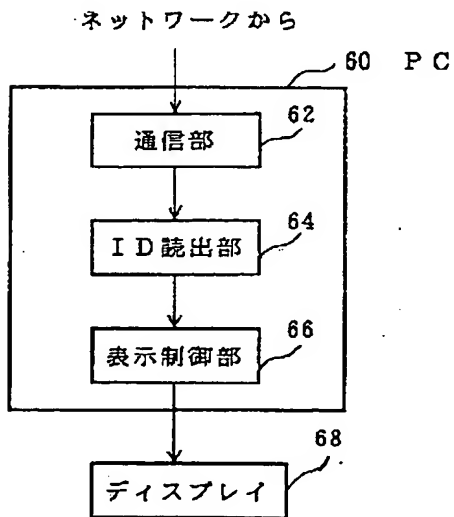 ネットワークから
60 PC
62
通信部
64
ID読出部
66
表示制御部
68
ディスプレイ